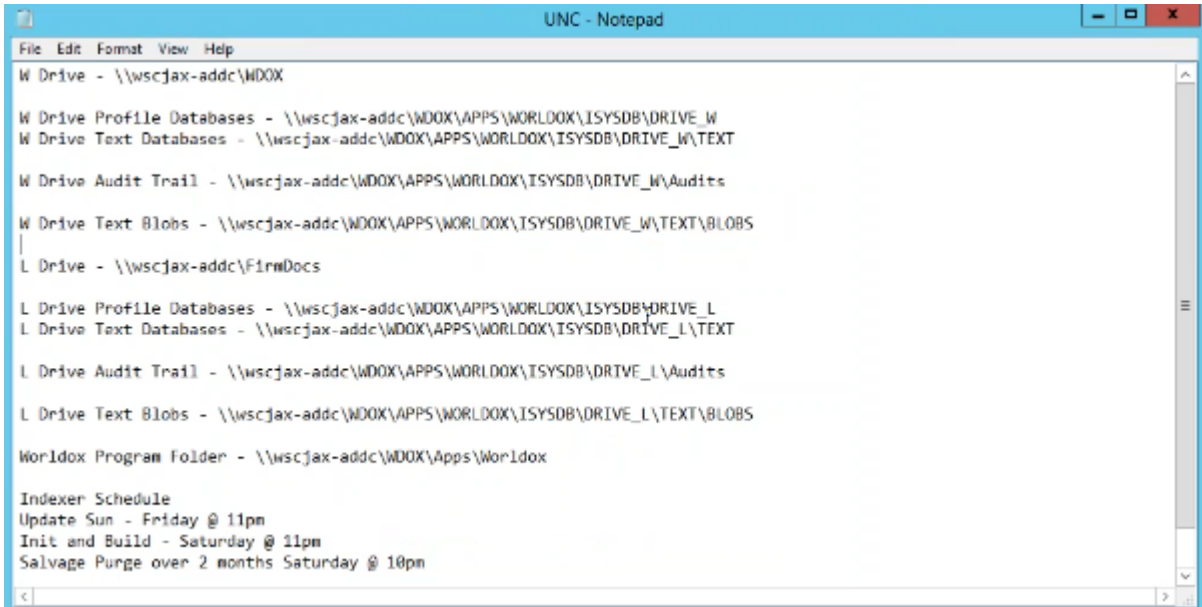 UNC - Notepad
File Edit Format View Help
W Drive - \\wscjax-addc\WDOX
W Drive Profile Databases - \\wscjax-addc\WDOX\APPS\WORLDOX\ISYSDB\DRIVE_W
W Drive Text Databases - \\wscjax-addc\WDOX\APPS\WORLDOX\ISYSDB\DRIVE_W\TEXT
W Drive Audit Trail - \\wscjax-addc\WDOX\APPS\WORLDOX\ISYSDB\DRIVE_W\Audits
W Drive Text Blobs - \\wscjax-addc\WDOX\APPS\WORLDOX\ISYSDB\DRIVE_W\TEXT\BLOBS
L Drive - \\wscjax-addc\FirmDocs
L Drive Profile Databases - \\wscjax-addc\WDOX\APPS\WORLDOX\ISYSDB\DRIVE_L
L Drive Text Databases - \\wscjax-addc\WDOX\APPS\WORLDOX\ISYSDB\DRIVE_L\TEXT
L Drive Audit Trail - \\wscjax-addc\WDOX\APPS\WORLDOX\ISYSDB\DRIVE_L\Audits
L Drive Text Blobs - \\wscjax-addc\WDOX\APPS\WORLDOX\ISYSDB\DRIVE_L\TEXT\BLOBS
Worldox Program Folder - \\wscjax-addc\WDOX\Apps\Worldox
Indexer Schedule
Update Sun - Friday @ 11pm
Init and Build - Saturday @ 11pm
Salvage Purge over 2 months Saturday @ 10pm